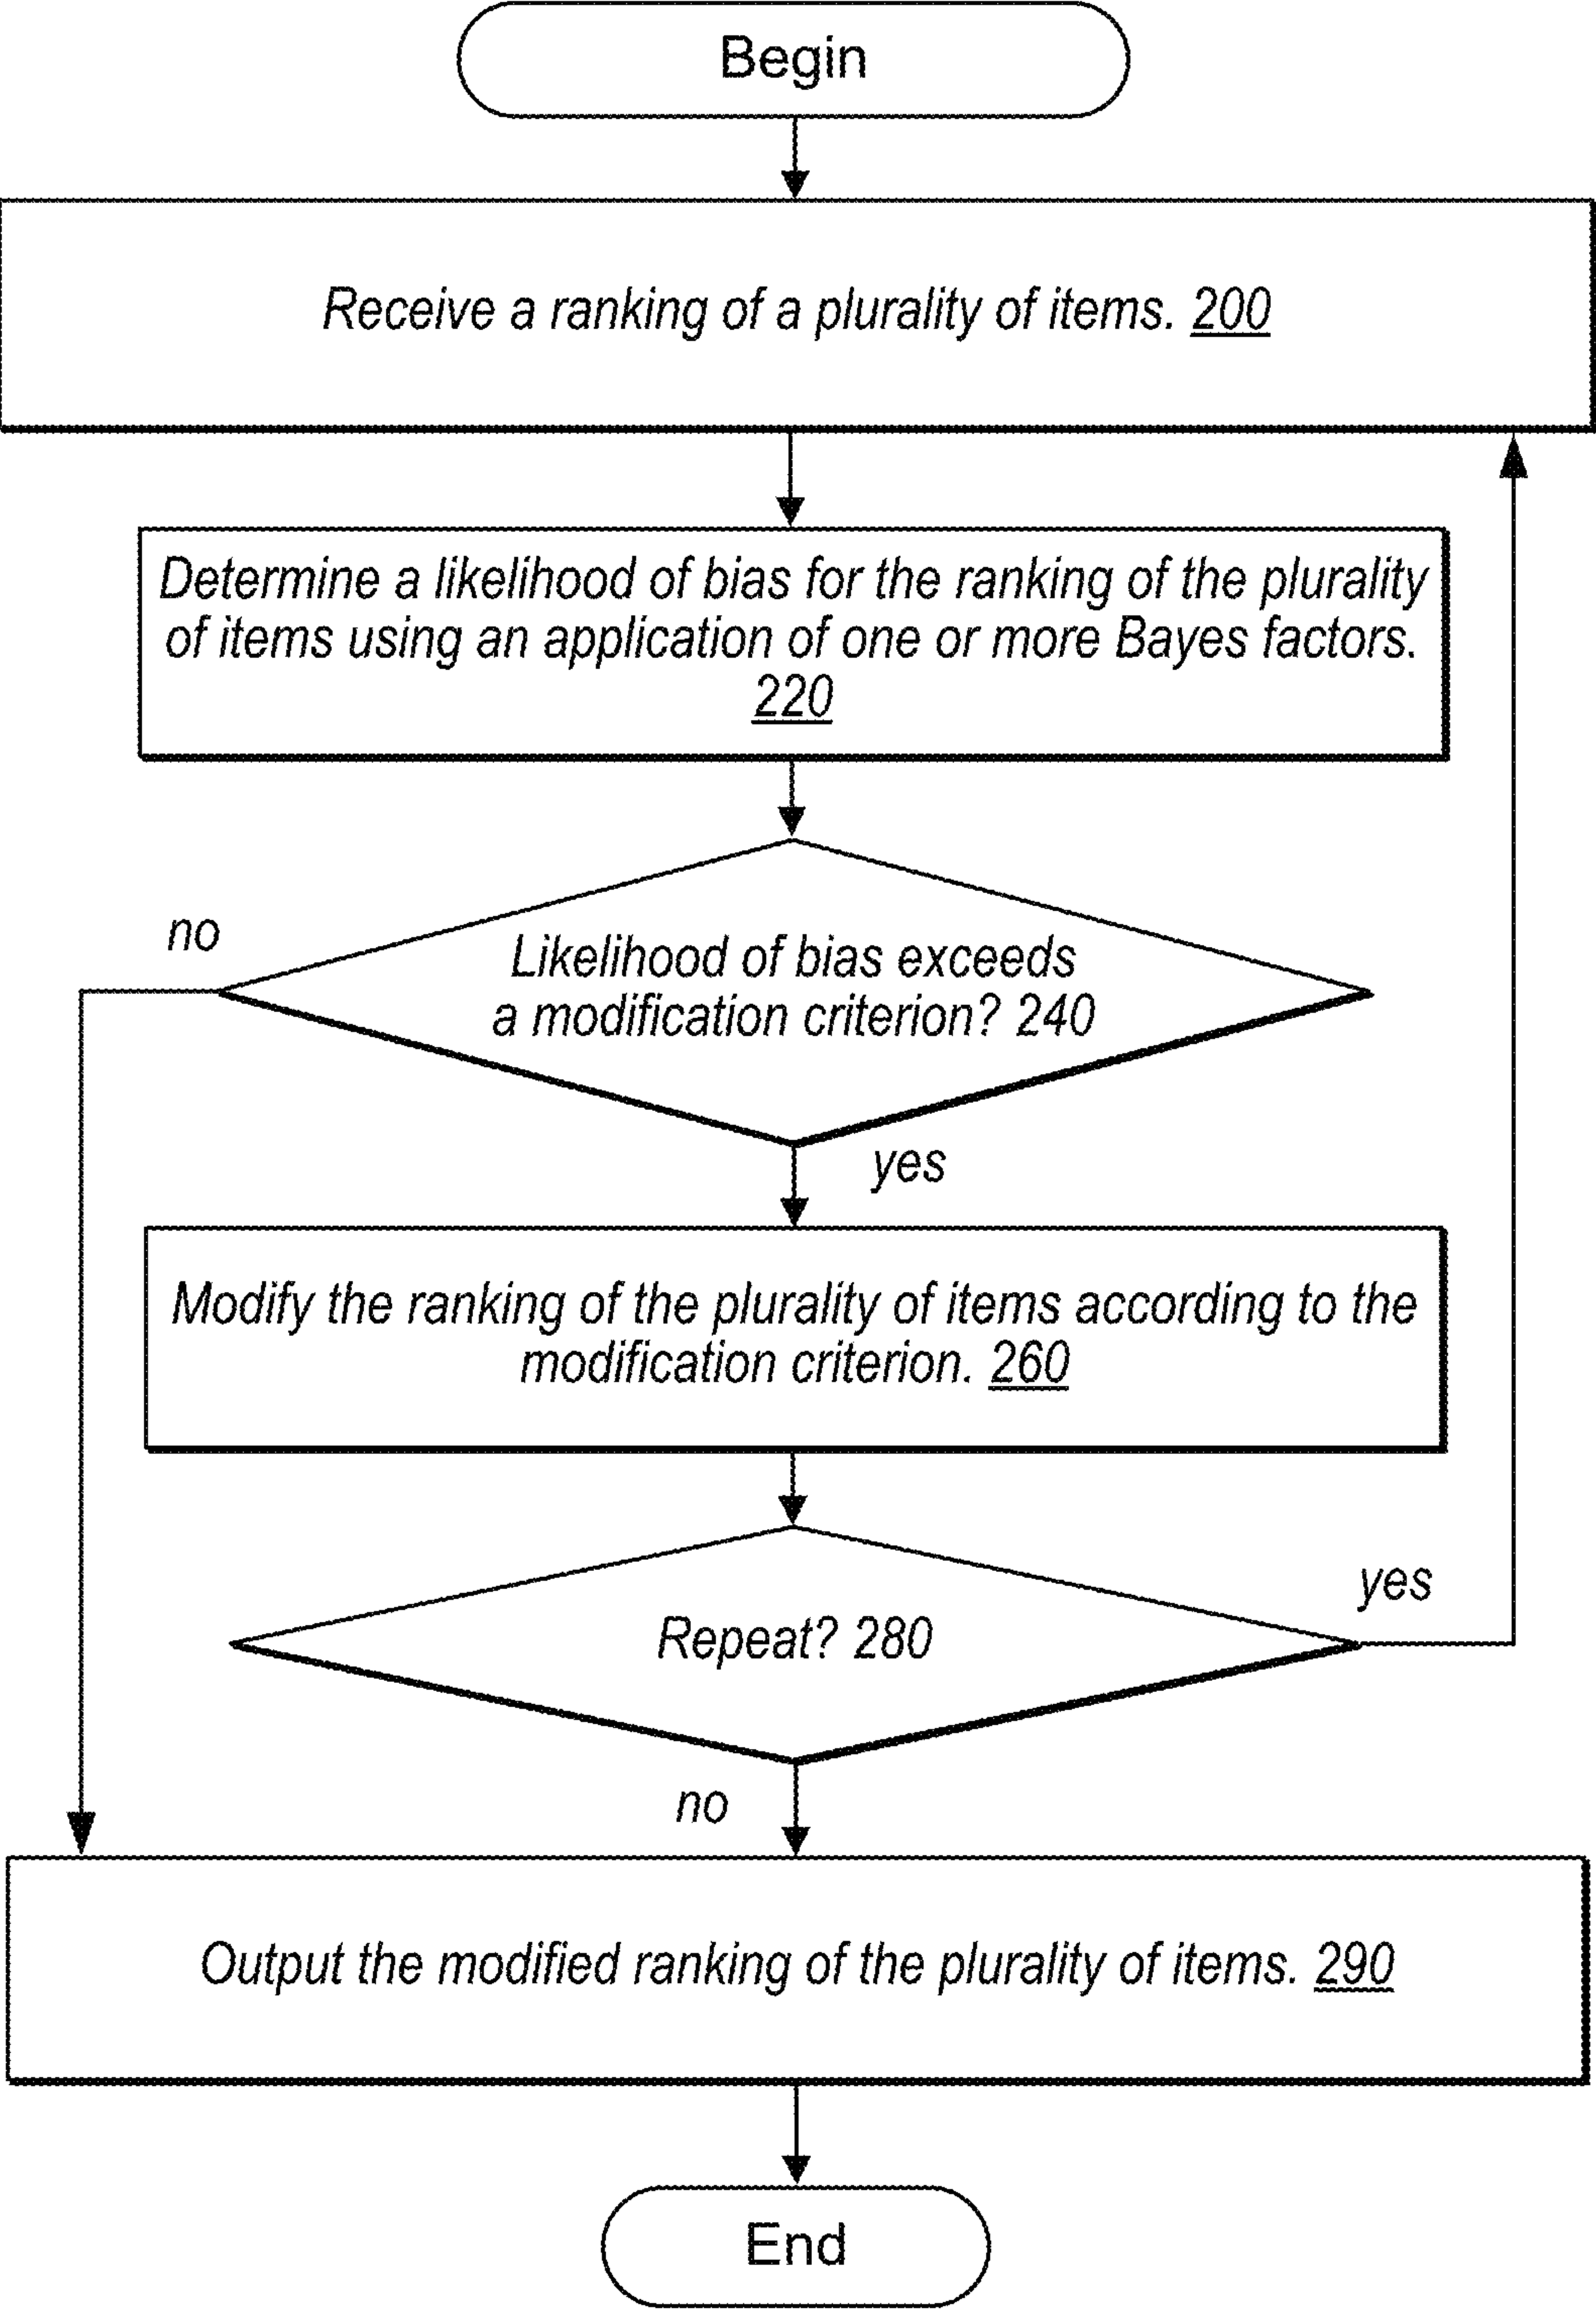 Begin
Receive a ranking of a plurality of items. 200
Determine a likelihood of bias for the ranking of the plurality
of items using an application of one or more Bayes factors.
220
no
Likelihood of bias exceeds
a modification criterion? 240
yes
Modify the ranking of the plurality of items according to the
modification criterion. 260
yes
Repeat? 280
no
Output the modified ranking of the plurality of items. 290
End